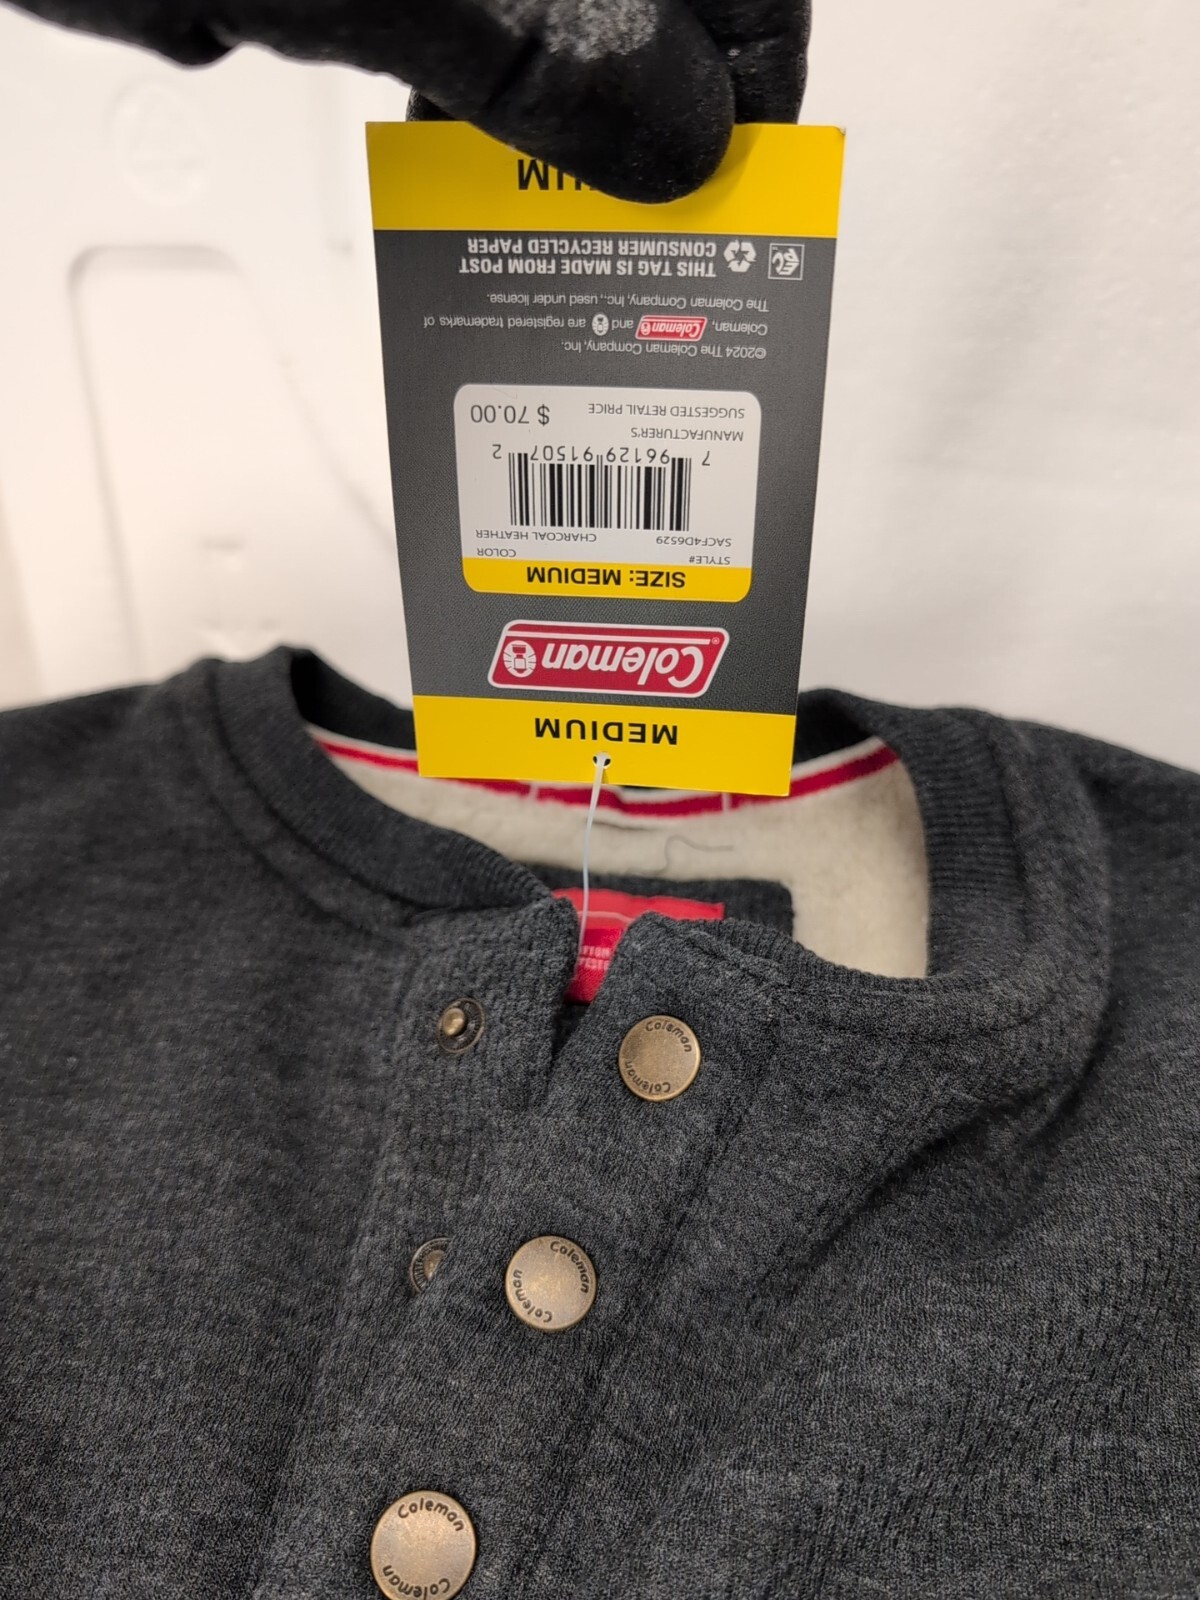 MEDIUM
Coleman
SIZE: MEDIUM
STYLE# COLOR
SACF4D6529 CHARCOAL HEATHER
7 96129 91507 2
MANUFACTURER'S
SUGGESTED RETAIL PRICE $ 70.00
©2024 The Coleman Company, Inc.
Coleman, Coleman and are registered trademarks of
The Coleman Company, Inc., used under license.
THIS TAG IS MADE FROM POST
CONSUMER RECYCLED PAPER
Coleman
Coleman
Coleman
Coleman
Coleman
Coleman